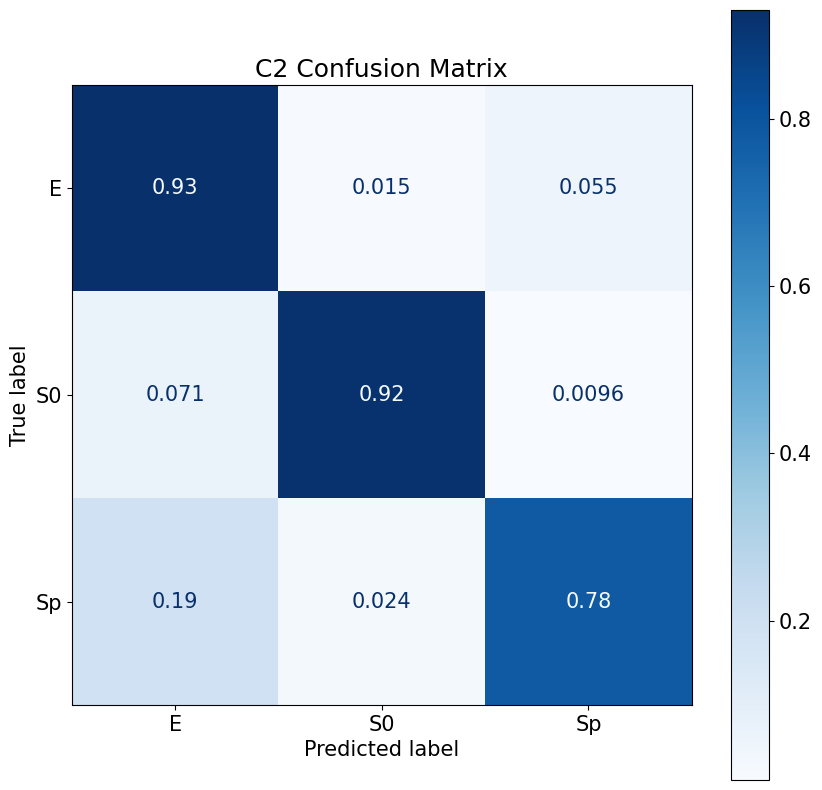 C2 Confusion Matrix
True label
E
0.93 0.015 0.055
S0
0.071 0.92 0.0096
Sp
0.19 0.024 0.78
E S0 Sp
Predicted label
0.8
0.6
0.4
0.2